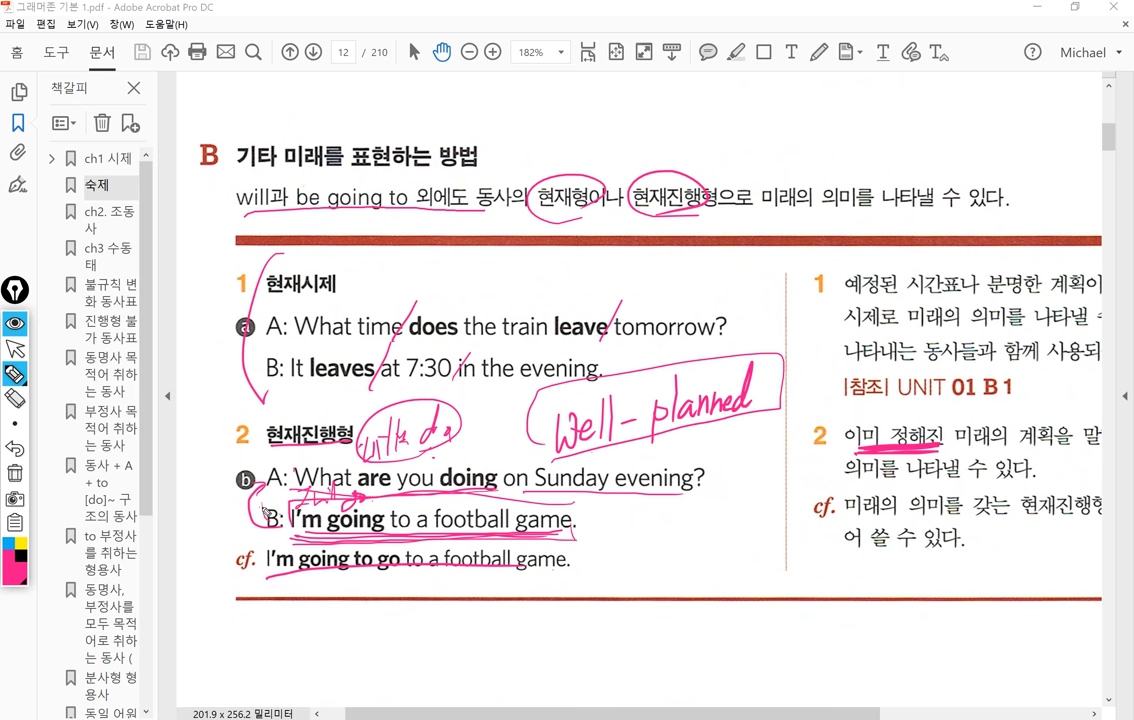 그래머존 기본 1.pdf - Adobe Acrobat Pro DC
파일 편집 보기(V) 창(W) 도움말(H)
홈 도구 문서 12 / 210 182% Michael
책갈피
ch1 시제
숙제
ch2. 조동
사
ch3 수동
태
불규칙 변
화 동사표
진행형 불
가 동사표
동명사 목
적어 취하
는 동사
부정사 목
적어 취하
는 동사
동사 + A
+ to
[do]~ 구
조의 동사
to 부정사
를 취하는
형용사
동명사,
부정사를
모두 목적
어로 취하
는 동사 (
분사형 형
용사
동일 어원
B 기타 미래를 표현하는 방법
will과 be going to 외에도 동사의 현재형이나 현재진행형으로 미래의 의미를 나타낼 수 있다.
1 현재시제
a A: What time does the train leave tomorrow?
B: It leaves at 7:30 in the evening.
well-planned
2 현재진행형
b A: What are you doing on Sunday evening?
B: I'm going to a football game.
cf. I'm going to go to a football game.
1 예정된 시간표나 분명한 계획이
시제로 미래의 의미를 나타낼
나타내는 동사들과 함께 사용되
|참조| UNIT 01 B 1
2 이미 정해진 미래의 계획을 말
의미를 나타낼 수 있다.
cf. 미래의 의미를 갖는 현재진행형
어 쓸 수 있다.
201.9 x 256.2 밀리미터